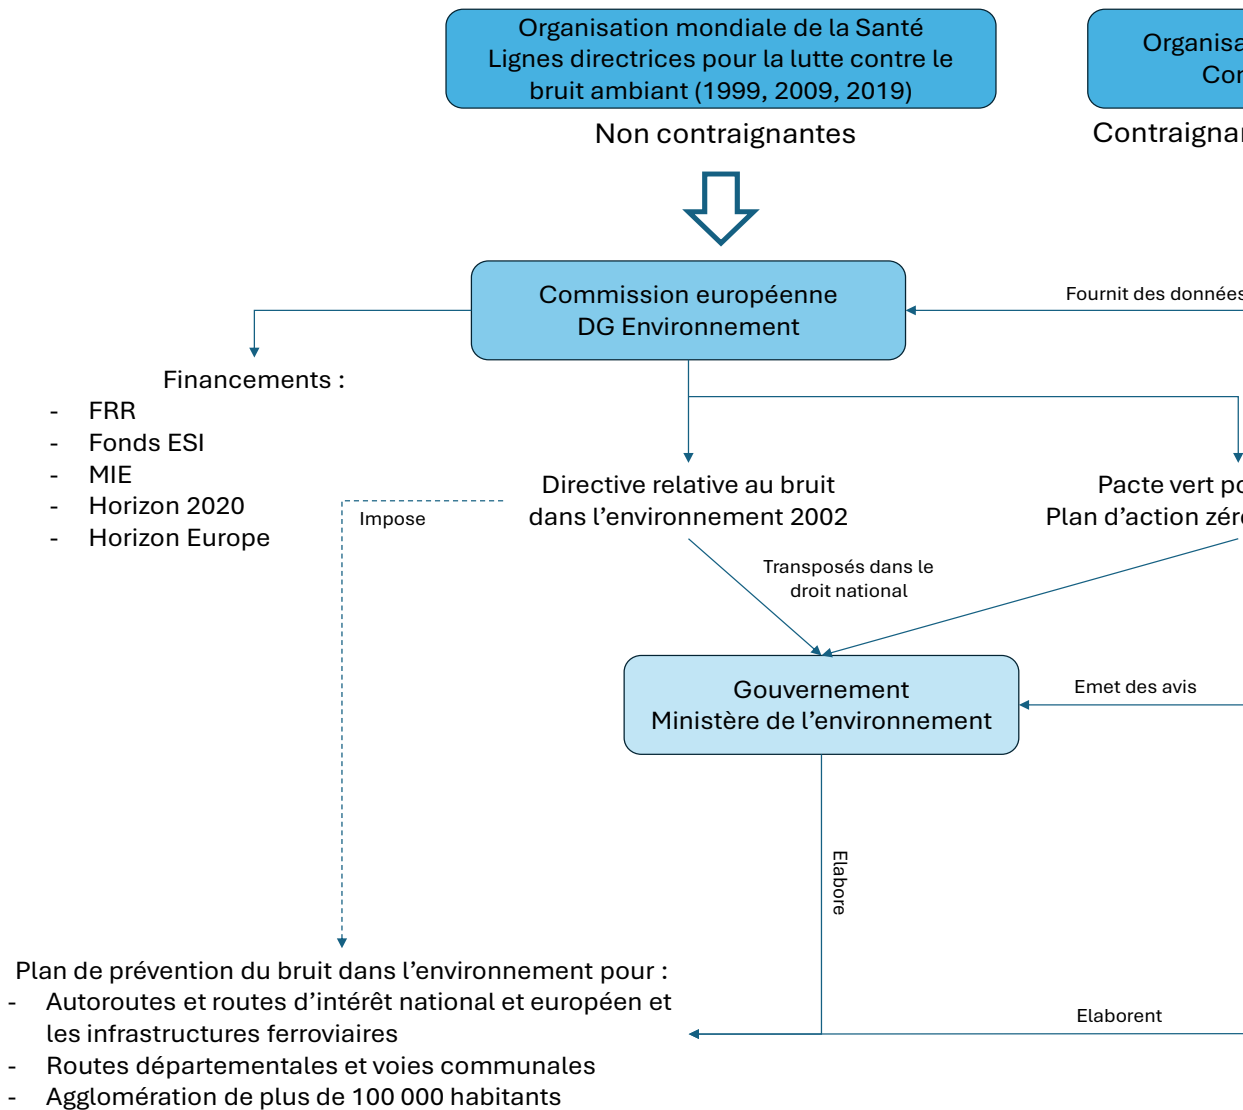 Organisation mondiale de la Santé
Lignes directrices pour la lutte contre le
bruit ambiant (1999, 2009, 2019)
Non contraignantes
Commission européenne
DG Environnement
Fournit des données
Financements :
- FRR
- Fonds ESI
- MIE
- Horizon 2020
- Horizon Europe
Impose
Directive relative au bruit
dans l’environnement 2002
Pacte vert
Plan d’action
Transposés dans le
droit national
Gouvernement
Ministère de l’environnement
Emet des avis
Elabore
Plan de prévention du bruit dans l’environnement pour :
- Autoroutes et routes d’intérêt national et européen et
les infrastructures ferroviaires
- Routes départementales et voies communales
- Agglomération de plus de 100 000 habitants
Elaborent